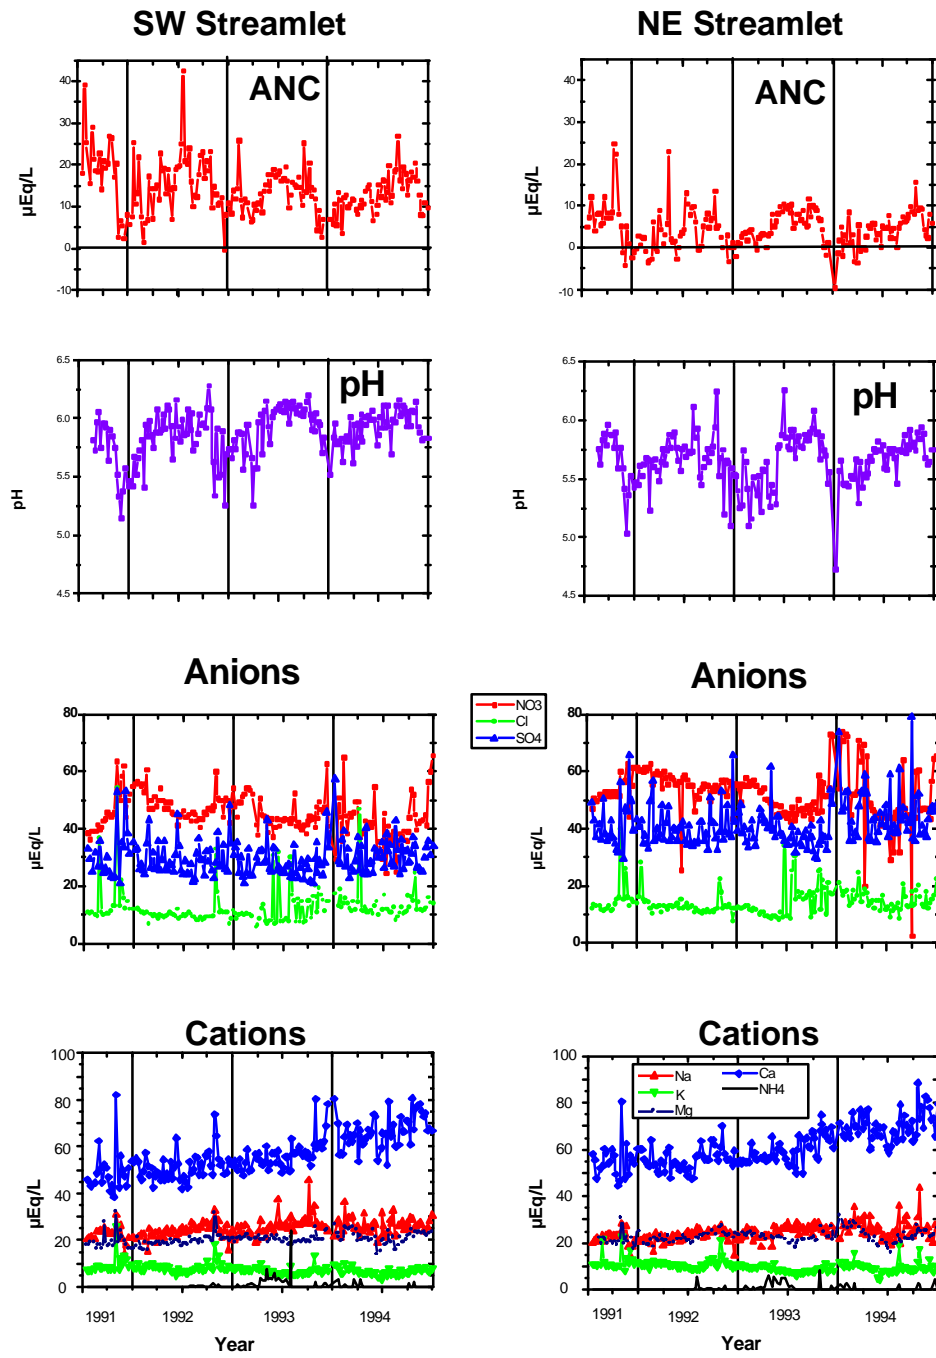 SW Streamlet
NE Streamlet
ANC
µEq/L
40
30
20
10
0
-10
ANC
µEq/L
40
30
20
10
0
-10
pH
pH
6.5
6.0
5.5
5.0
4.5
pH
pH
6.5
6.0
5.5
5.0
4.5
Anions
µEq/L
80
60
40
20
0
NO3
Cl
SO4
Anions
µEq/L
80
60
40
20
0
Cations
µEq/L
100
80
60
40
20
0
1991 1992 1993 1994
Year
Cations
µEq/L
100
80
60
40
20
0
Na
K
Mg
Ca
NH4
1991 1992 1993 1994
Year